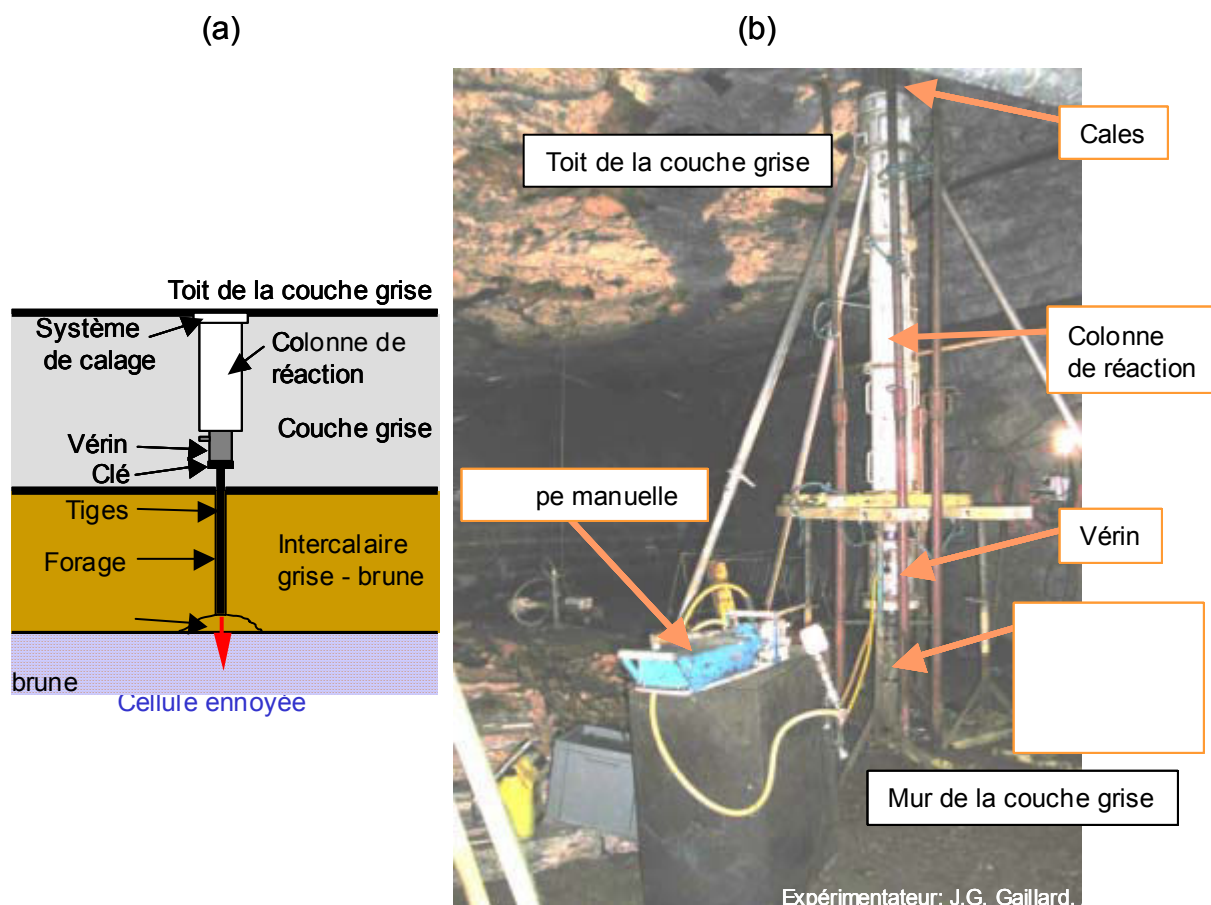 (a)
(b)
Toit de la couche grise
Système
de calage
Colonne de
réaction
Couche grise
Vérin
Clé
Tiges
Forage
Intercalaire
grise - brune
brune
Cellule ennoyée
Cales
Toit de la couche grise
Colonne
de réaction
pe manuelle
Vérin
Mur de la couche grise
Expérimentateur: J.G. Gaillard.